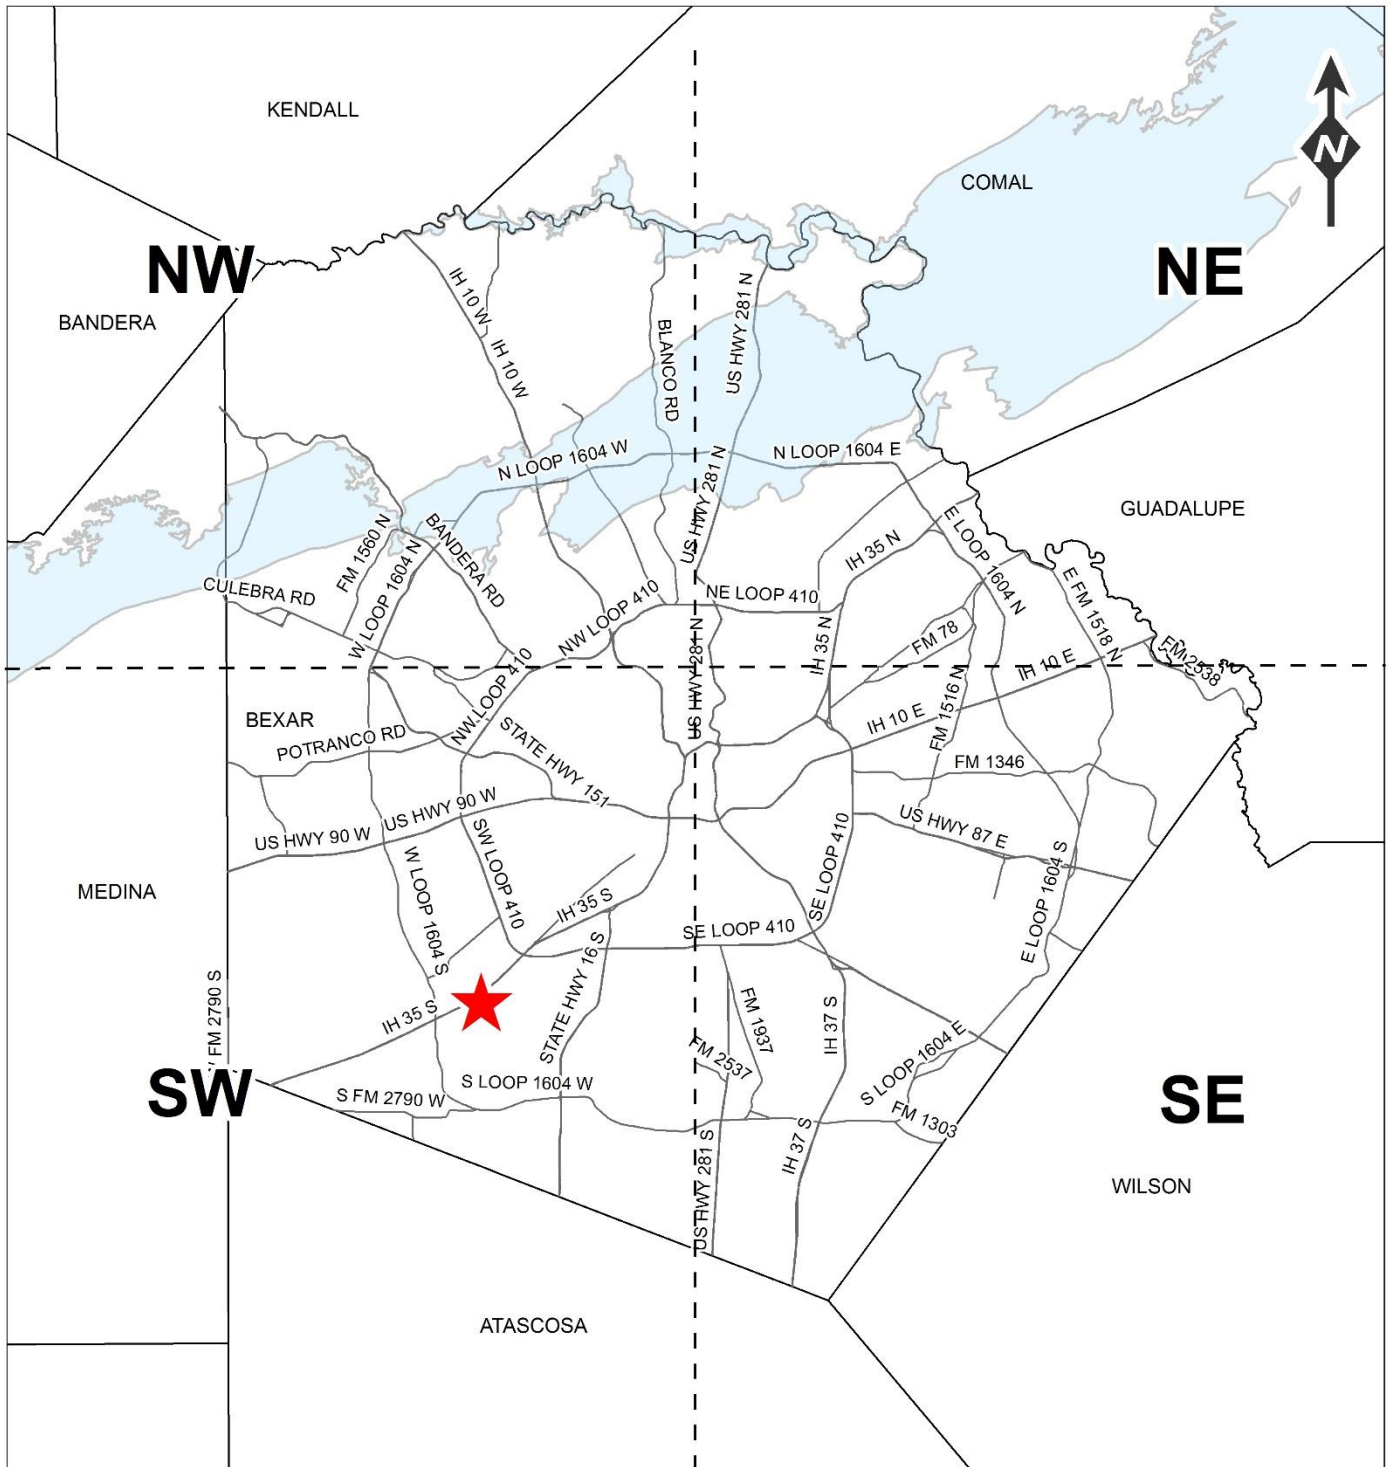 KENDALL
COMAL
N
NW
NE
BANDERA
IH 10 W
IH 10 W
BLANCO RD
US HWY 281 N
N LOOP 1604 W
N LOOP 1604 E
US HWY 281 N
GUADALUPE
FM 1560 N
W LOOP 1604 N
BANDERA RD
CULEBRA RD
IH 35 N
E LOOP 1604 N
E FM 1518 N
NW LOOP 410
NE LOOP 410
US HWY 281 N
IH 35 N
FM 78
FM 1516 N
IH 10 E
FM 2538
BEXAR
POTRANCO RD
NW LOOP 410
STATE HWY 151
IH 10 E
FM 1346
US HWY 90 W
US HWY 90 W
US HWY 87 E
MEDINA
W LOOP 1604 S
SW LOOP 410
IH 35 S
SE LOOP 410
SE LOOP 410
E LOOP 1604 S
FM 2790 S
IH 35 S
STATE HWY 16 S
FM 1937
FM 2537
IH 37 S
S LOOP 1604 E
FM 1303
SW
SE
S FM 2790 W
S LOOP 1604 W
US HWY 281 S
IH 37 S
WILSON
ATASCOSA